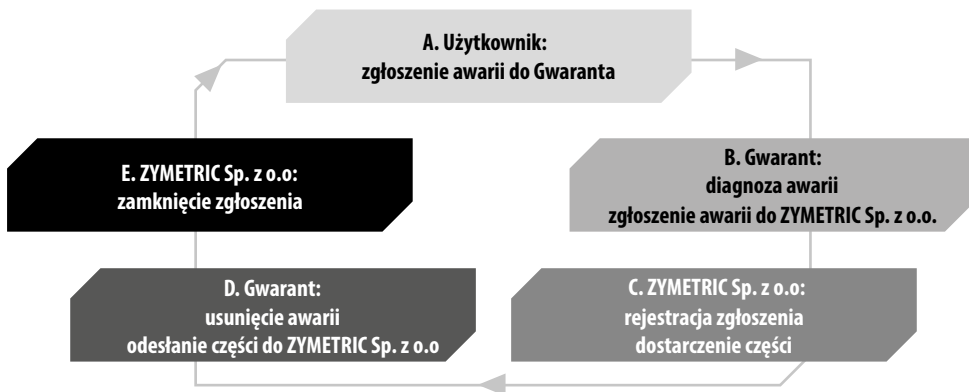 A. Użytkownik:
zgłoszenie awarii do Gwaranta
B. Gwarant:
diagnoza awarii
zgłoszenie awarii do ZYMETRIC Sp. z o.o.
C. ZYMETRIC Sp. z o.o:
rejestracja zgłoszenia
dostarczenie części
D. Gwarant:
usunięcie awarii
odesłanie części do ZYMETRIC Sp. z o.o
E. ZYMETRIC Sp. z o.o:
zamknięcie zgłoszenia